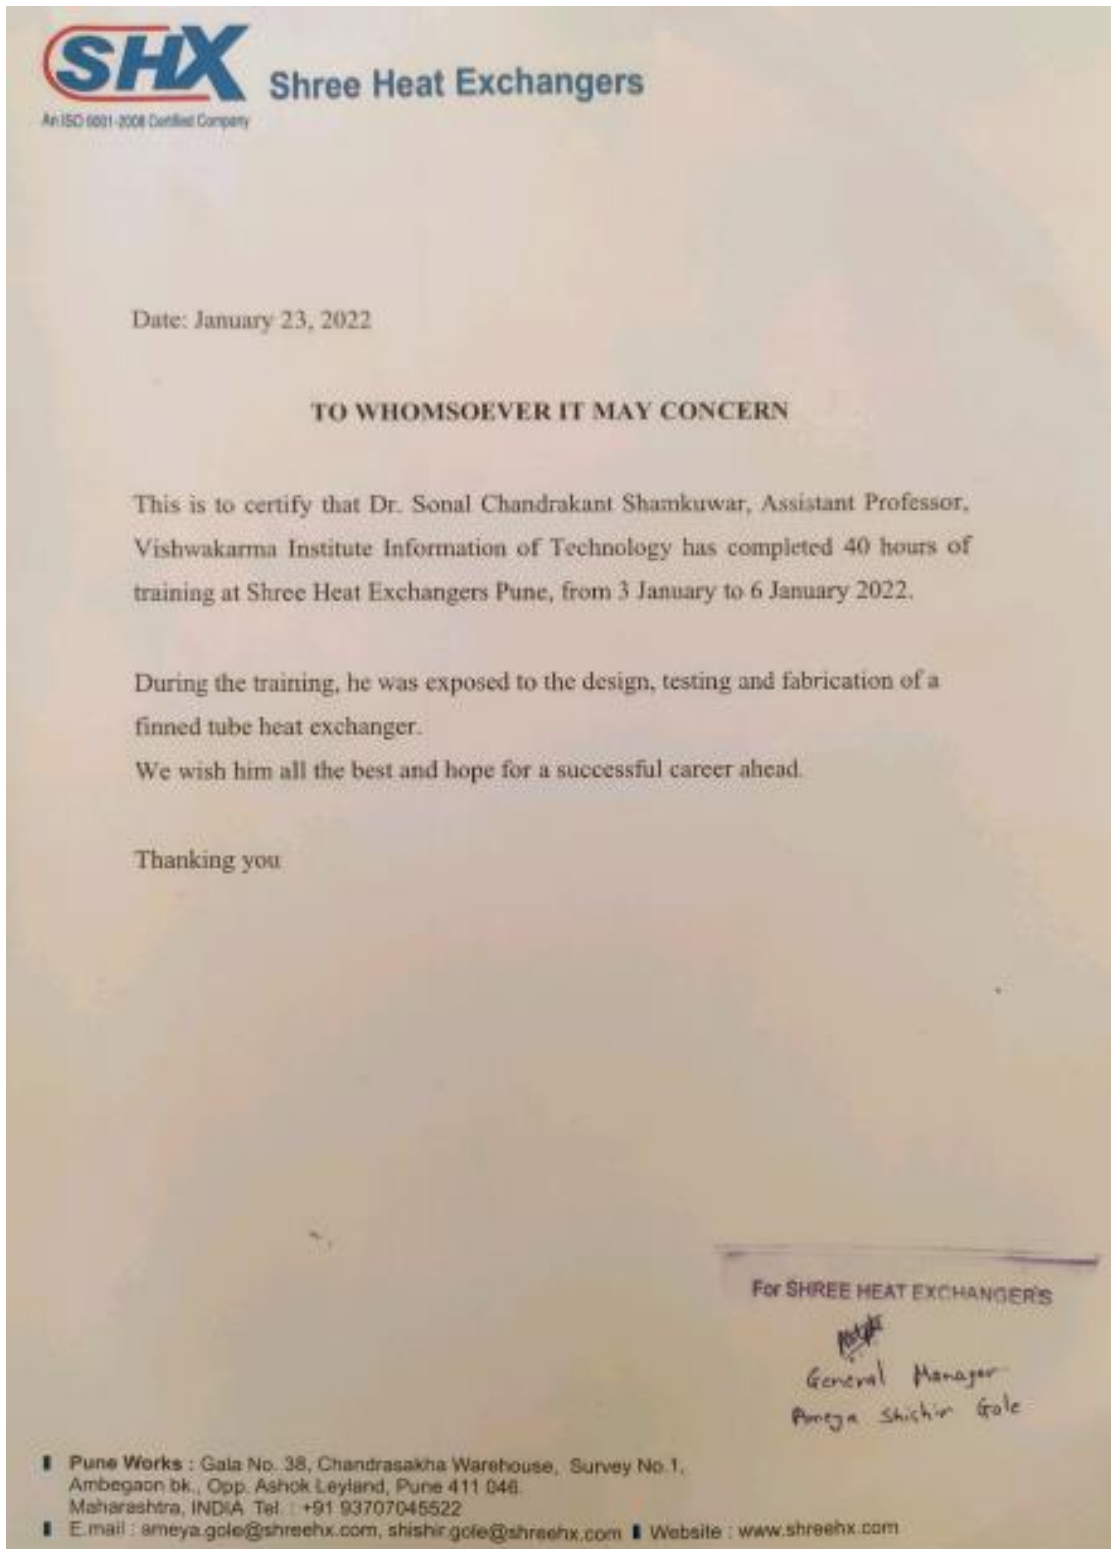 SHX
Shree Heat Exchangers
An ISO 9001-2008 Certified Company
Date: January 23, 2022
TO WHOMSOEVER IT MAY CONCERN
This is to certify that Dr. Sonal Chandrakant Shamkuwar, Assistant Professor,
Vishwakarma Institute Information of Technology has completed 40 hours of
training at Shree Heat Exchangers Pune, from 3 January to 6 January 2022.
During the training, he was exposed to the design, testing and fabrication of a
finned tube heat exchanger.
We wish him all the best and hope for a successful career ahead.
Thanking you
For SHREE HEAT EXCHANGER'S
General Manager
Ameya Shishir Gole
Pune Works : Gala No. 38, Chandrasakha Warehouse, Survey No.1,
Ambegaon bk., Opp. Ashok Leyland, Pune 411 046.
Maharashtra, INDIA Tel. : +91 93707045522
E.mail : ameya.gole@shreehx.com, shishir.gole@shreehx.com Website : www.shreehx.com